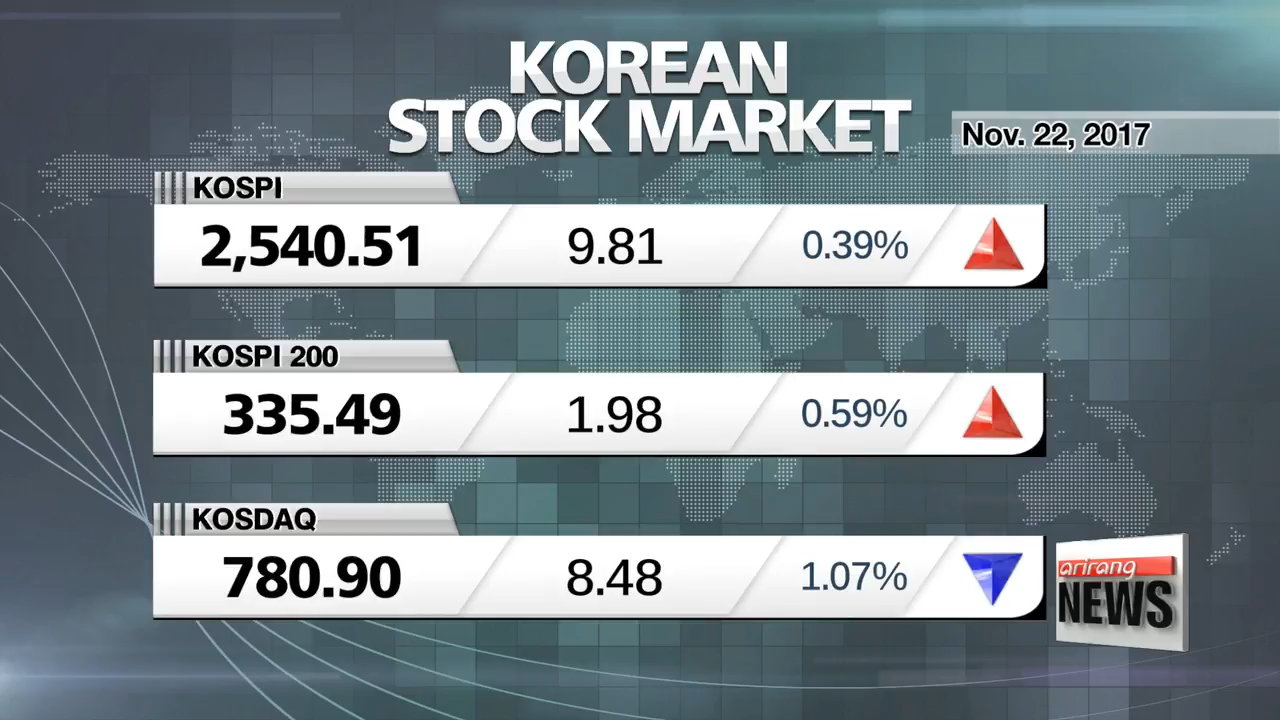 KOREAN
STOCK MARKET
Nov. 22, 2017
KOSPI
2,540.51 9.81 0.39%
KOSPI 200
335.49 1.98 0.59%
KOSDAQ
780.90 8.48 1.07%
arirang
NEWS